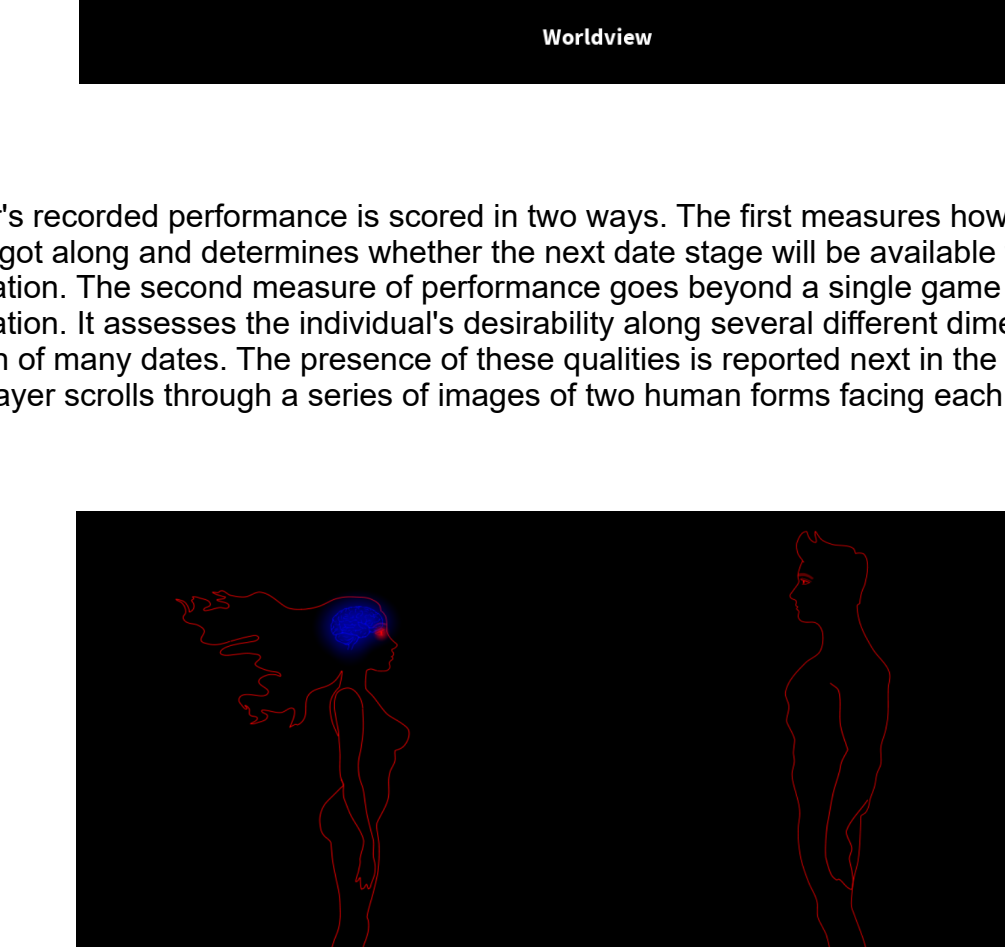 Worldview
's recorded performance is scored in two ways. The first measures how
got along and determines whether the next date stage will be available
ation. The second measure of performance goes beyond a single game
ation. It assesses the individual's desirability along several different dime
of many dates. The presence of these qualities is reported next in the
ayer scrolls through a series of images of two human forms facing each